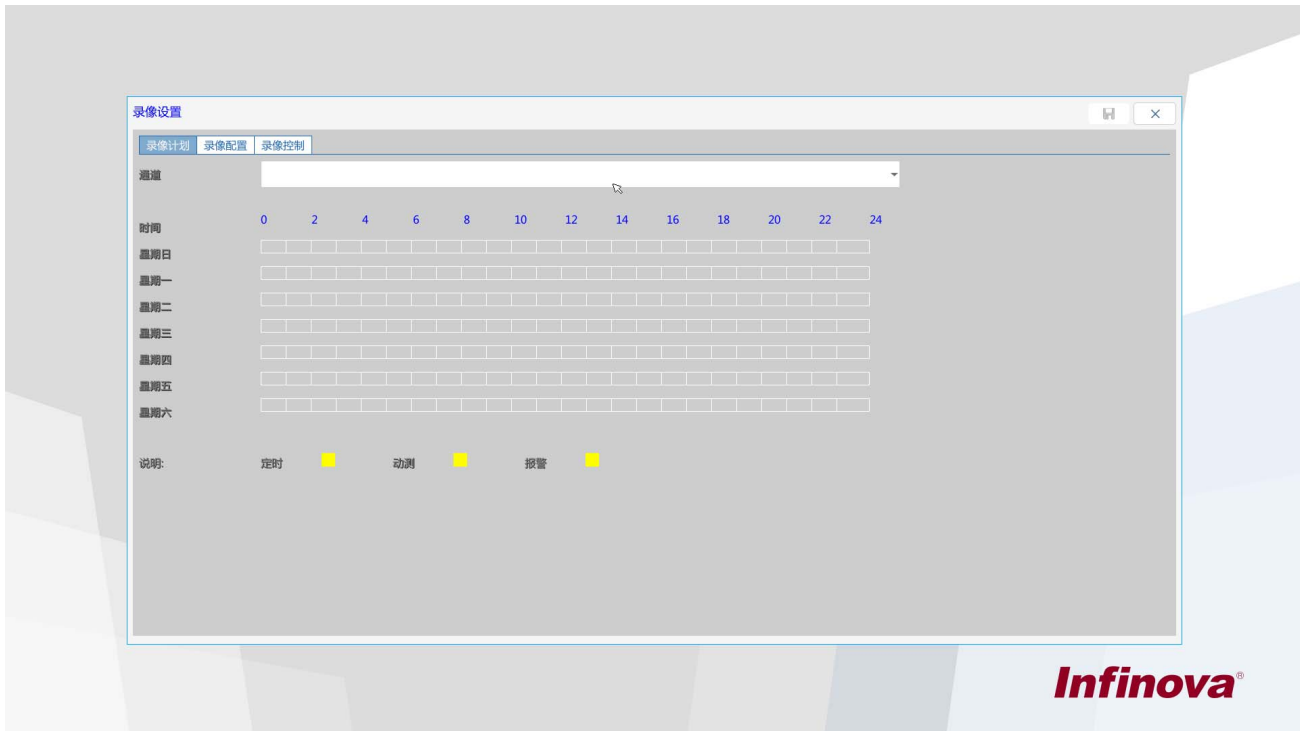 录像设置
录像计划 录像配置 录像控制
通道
时间 0 2 4 6 8 10 12 14 16 18 20 22 24
星期日
星期一
星期二
星期三
星期四
星期五
星期六
说明: 定时 动测 报警
Infinova®